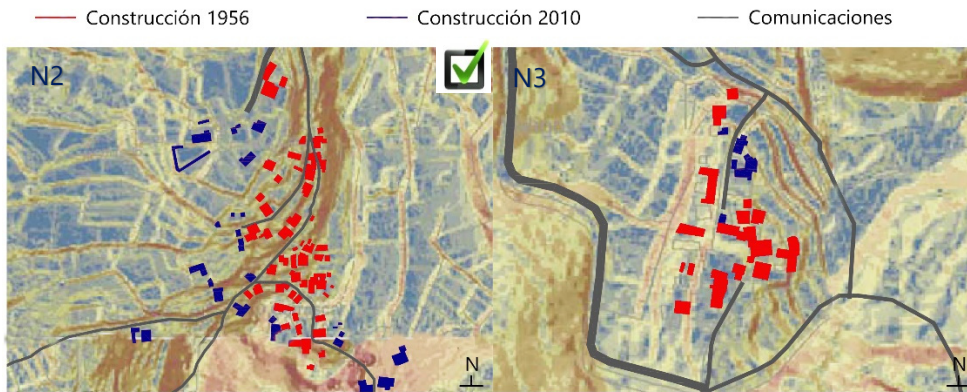 Construcción 1956
Construcción 2010
Comunicaciones
N2
N3
N
N